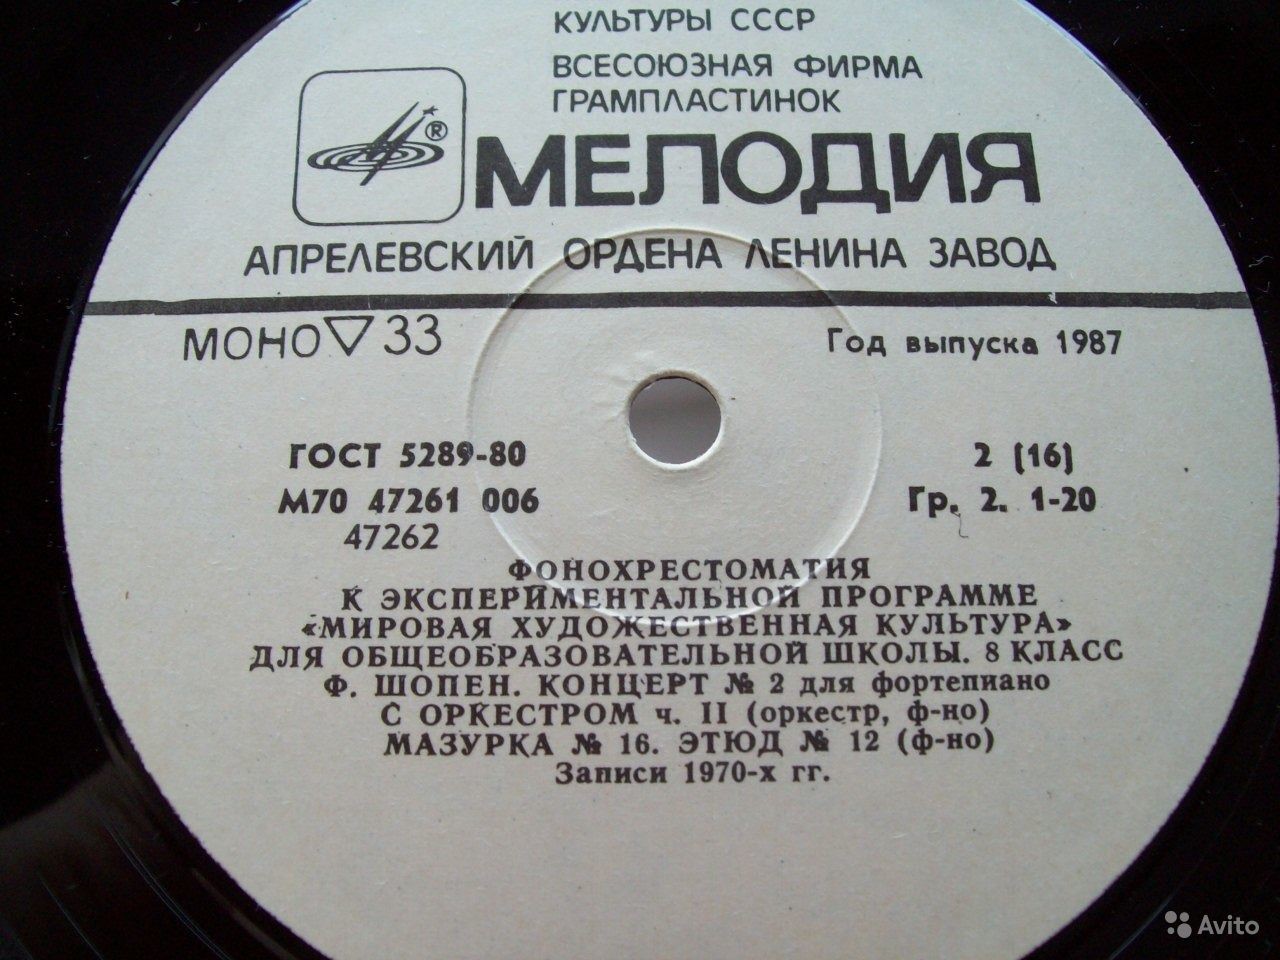 КУЛЬТУРЫ СССР
ВСЕСОЮЗНАЯ ФИРМА
ГРАМПЛАСТИНОК
® МЕЛОДИЯ
АПРЕЛЕВСКИЙ ОРДЕНА ЛЕНИНА ЗАВОД
МОНО ▽ 33 Год выпуска 1987
ГОСТ 5289-80 2 (16)
М70 47261 006 Гр. 2. 1-20
47262
ФОНОХРЕСТОМАТИЯ
К ЭКСПЕРИМЕНТАЛЬНОЙ ПРОГРАММЕ
«МИРОВАЯ ХУДОЖЕСТВЕННАЯ КУЛЬТУРА»
ДЛЯ ОБЩЕОБРАЗОВАТЕЛЬНОЙ ШКОЛЫ. 8 КЛАСС
Ф. ШОПЕН. КОНЦЕРТ № 2 для фортепиано
С ОРКЕСТРОМ ч. II (оркестр, ф-но)
МАЗУРКА № 16. ЭТЮД № 12 (ф-но)
Записи 1970-х гг.
Avito